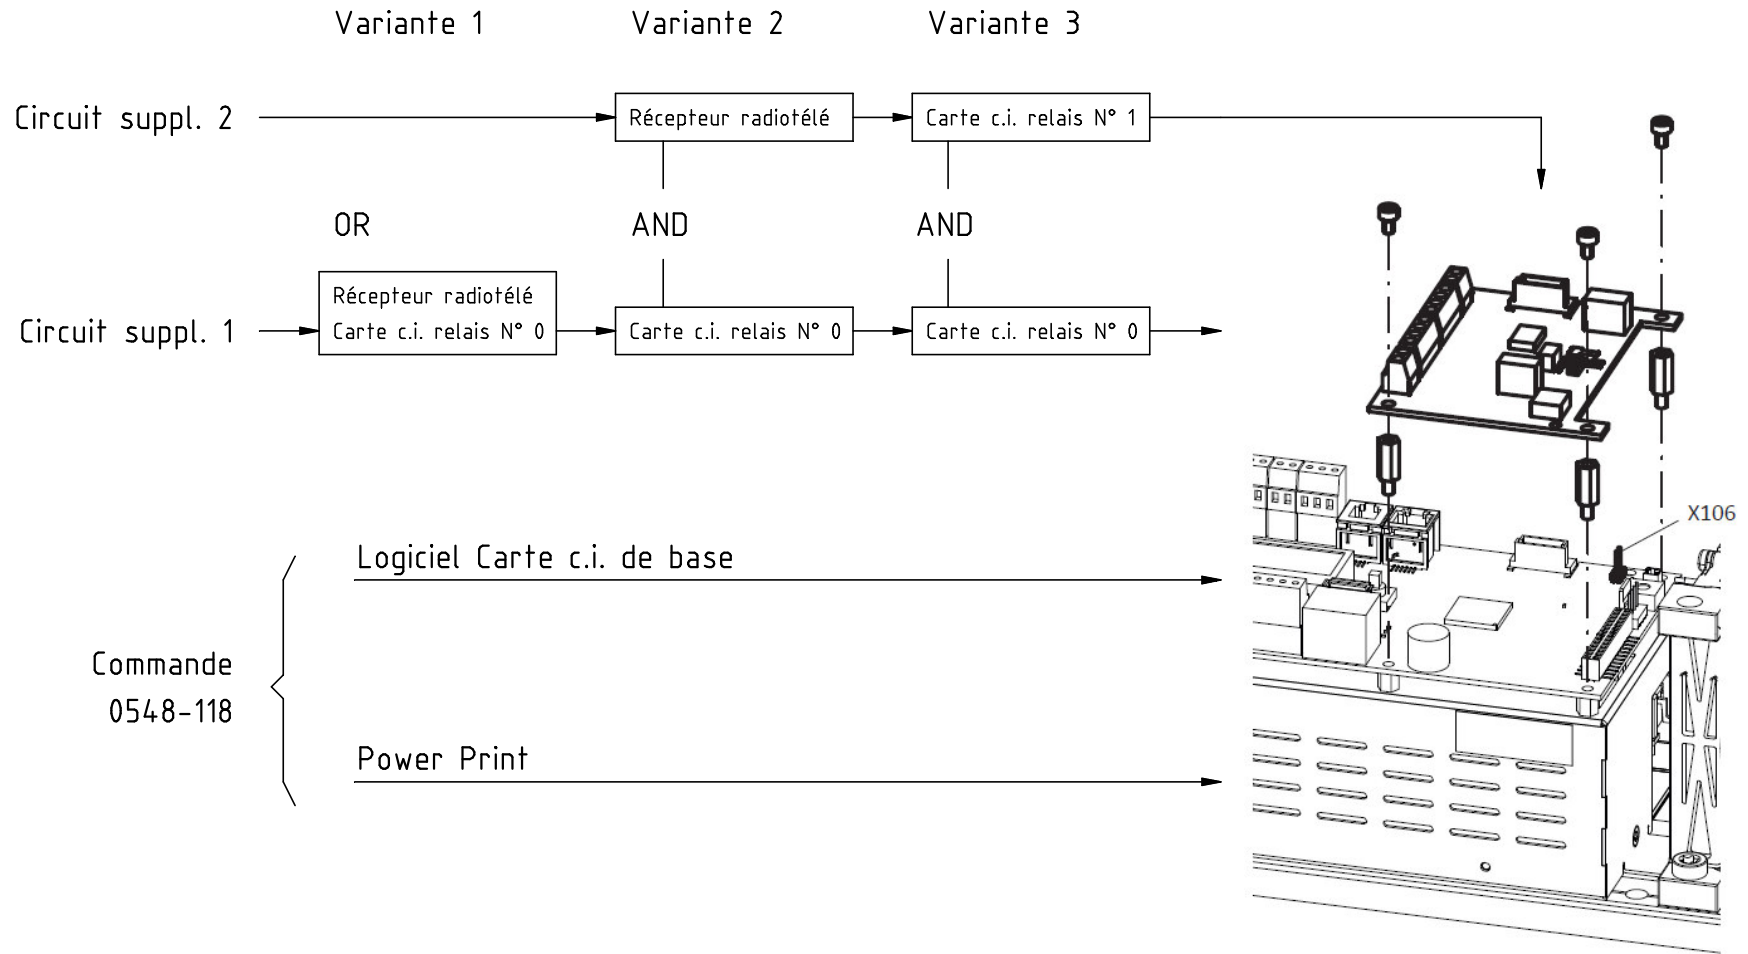 Variante 1 Variante 2 Variante 3
Circuit suppl. 2
Récepteur radiotélé
Carte c.i. relais N° 1
OR AND AND
Circuit suppl. 1
Récepteur radiotélé
Carte c.i. relais N° 0
Carte c.i. relais N° 0
Carte c.i. relais N° 0
X106
Logiciel Carte c.i. de base
Commande
0548-118
Power Print